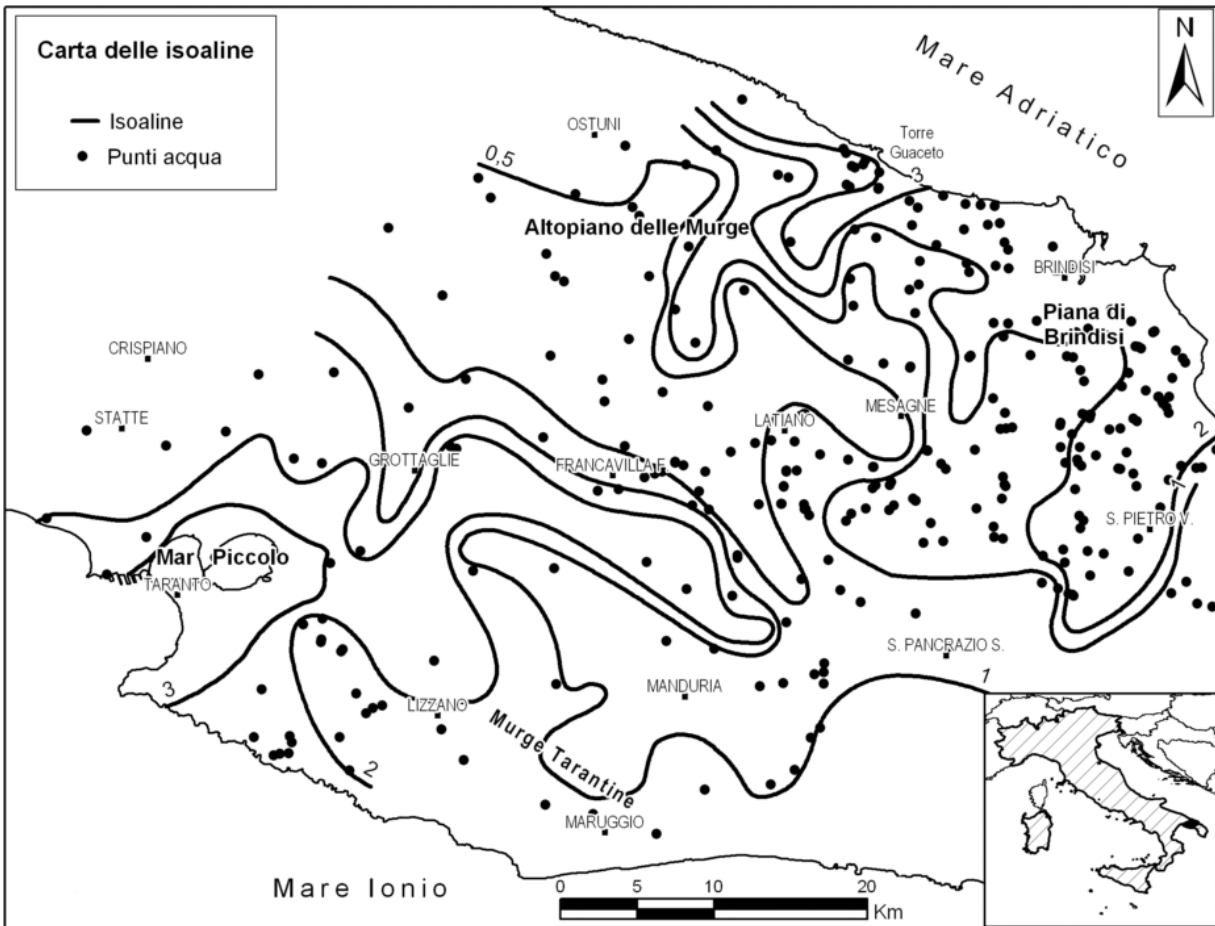 Carta delle isoaline
Isoaline
Punti acqua
N
Mare Adriatico
OSTUNI
Torre
Guaceto
0,5
3
Altopiano delle Murge
BRINDISI
Piana di
Brindisi
CRISPIANO
STATTE
GROTTAGLIE
FRANCAVILLA F.
LATIANO
MESAGNE
2
1
S. PIETRO V.
Mar Piccolo
TARANTO
S. PANCRAZIO S.
1
3
LIZZANO
MANDURIA
Murge Tarantine
2
MARUGGIO
Mare Ionio
0 5 10 20
Km